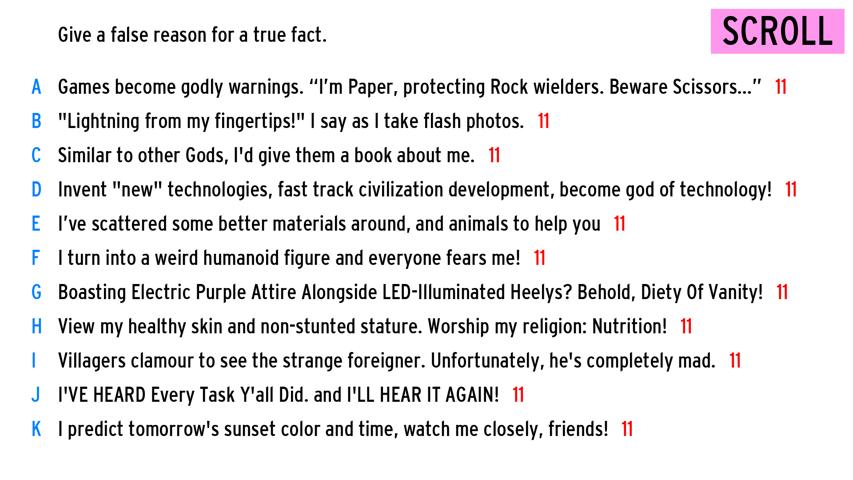 Give a false reason for a true fact.
SCROLL
A Games become godly warnings. “I’m Paper, protecting Rock wielders. Beware Scissors...” 11
B "Lightning from my fingertips!" I say as I take flash photos. 11
C Similar to other Gods, I'd give them a book about me. 11
D Invent "new" technologies, fast track civilization development, become god of technology! 11
E I’ve scattered some better materials around, and animals to help you 11
F I turn into a weird humanoid figure and everyone fears me! 11
G Boasting Electric Purple Attire Alongside LED-Illuminated Heelys? Behold, Diety Of Vanity! 11
H View my healthy skin and non-stunted stature. Worship my religion: Nutrition! 11
I Villagers clamour to see the strange foreigner. Unfortunately, he's completely mad. 11
J I'VE HEARD Every Task Y'all Did. and I'LL HEAR IT AGAIN! 11
K I predict tomorrow's sunset color and time, watch me closely, friends! 11